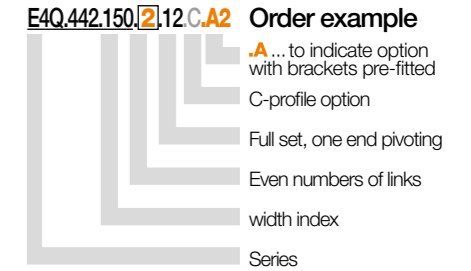 E4Q.442.150.2.12.C.A2 Order example
.A ... to indicate option
with brackets pre-fitted
C-profile option
Full set, one end pivoting
Even numbers of links
width index
Series